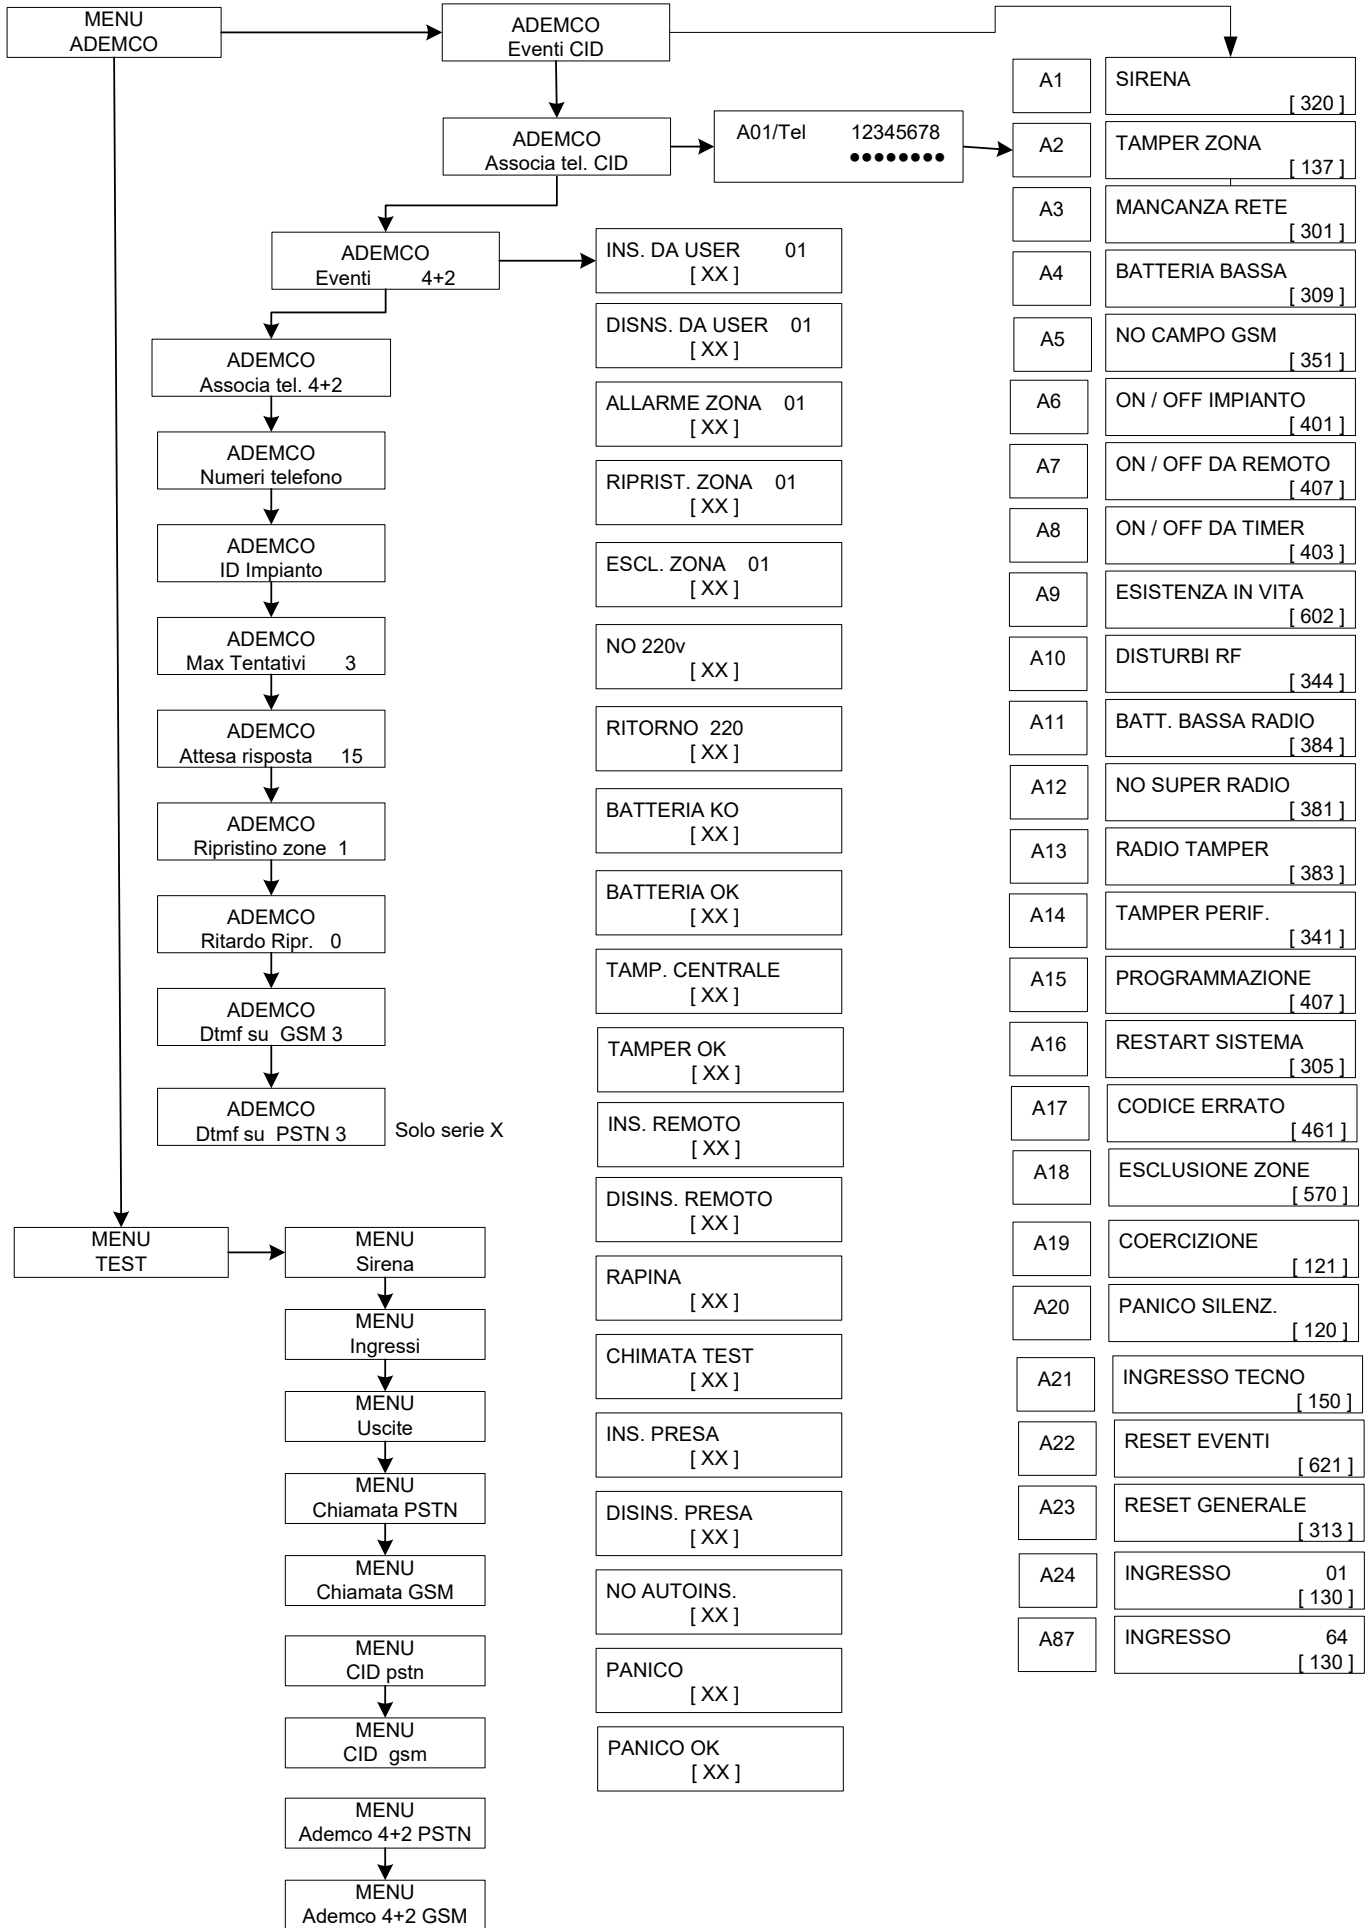 MENU
ADEMCO
ADEMCO
Eventi CID
ADEMCO
Associa tel. CID
A01/Tel 12345678
●●●●●●●●
ADEMCO
Eventi 4+2
ADEMCO
Associa tel. 4+2
ADEMCO
Numeri telefono
ADEMCO
ID Impianto
ADEMCO
Max Tentativi 3
ADEMCO
Attesa risposta 15
ADEMCO
Ripristino zone 1
ADEMCO
Ritardo Ripr. 0
ADEMCO
Dtmf su GSM 3
ADEMCO
Dtmf su PSTN 3
Solo serie X
MENU
TEST
MENU
Sirena
MENU
Ingressi
MENU
Uscite
MENU
Chiamata PSTN
MENU
Chiamata GSM
MENU
CID pstn
MENU
CID gsm
MENU
Ademco 4+2 PSTN
MENU
Ademco 4+2 GSM
INS. DA USER 01
[ XX ]
DISNS. DA USER 01
[ XX ]
ALLARME ZONA 01
[ XX ]
RIPRIST. ZONA 01
[ XX ]
ESCL. ZONA 01
[ XX ]
NO 220v
[ XX ]
RITORNO 220
[ XX ]
BATTERIA KO
[ XX ]
BATTERIA OK
[ XX ]
TAMP. CENTRALE
[ XX ]
TAMPER OK
[ XX ]
INS. REMOTO
[ XX ]
DISINS. REMOTO
[ XX ]
RAPINA
[ XX ]
CHIMATA TEST
[ XX ]
INS. PRESA
[ XX ]
DISINS. PRESA
[ XX ]
NO AUTOINS.
[ XX ]
PANICO
[ XX ]
PANICO OK
[ XX ]
A1 SIRENA
[ 320 ]
A2 TAMPER ZONA
[ 137 ]
A3 MANCANZA RETE
[ 301 ]
A4 BATTERIA BASSA
[ 309 ]
A5 NO CAMPO GSM
[ 351 ]
A6 ON / OFF IMPIANTO
[ 401 ]
A7 ON / OFF DA REMOTO
[ 407 ]
A8 ON / OFF DA TIMER
[ 403 ]
A9 ESISTENZA IN VITA
[ 602 ]
A10 DISTURBI RF
[ 344 ]
A11 BATT. BASSA RADIO
[ 384 ]
A12 NO SUPER RADIO
[ 381 ]
A13 RADIO TAMPER
[ 383 ]
A14 TAMPER PERIF.
[ 341 ]
A15 PROGRAMMAZIONE
[ 407 ]
A16 RESTART SISTEMA
[ 305 ]
A17 CODICE ERRATO
[ 461 ]
A18 ESCLUSIONE ZONE
[ 570 ]
A19 COERCIZIONE
[ 121 ]
A20 PANICO SILENZ.
[ 120 ]
A21 INGRESSO TECNO
[ 150 ]
A22 RESET EVENTI
[ 621 ]
A23 RESET GENERALE
[ 313 ]
A24 INGRESSO 01
[ 130 ]
A87 INGRESSO 64
[ 130 ]